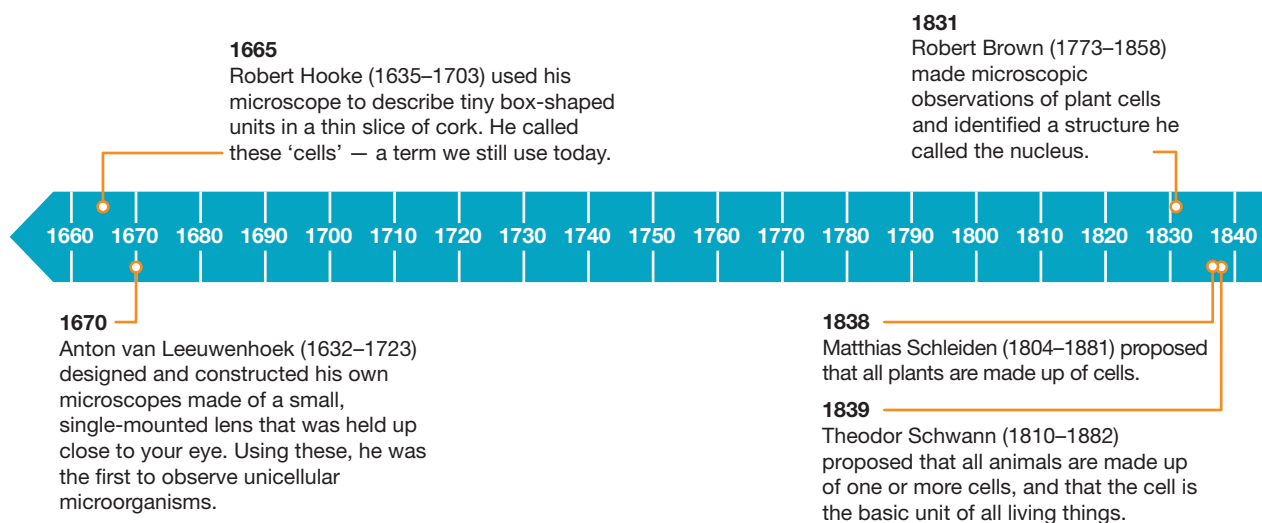 1665
Robert Hooke (1635–1703) used his
microscope to describe tiny box-shaped
units in a thin slice of cork. He called
these ‘cells’ — a term we still use today.
1831
Robert Brown (1773–1858)
made microscopic
observations of plant cells
and identified a structure he
called the nucleus.
1660 1670 1680 1690 1700 1710 1720 1730 1740 1750 1760 1770 1780 1790 1800 1810 1820 1830 1840
1670
Anton van Leeuwenhoek (1632–1723)
designed and constructed his own
microscopes made of a small,
single-mounted lens that was held up
close to your eye. Using these, he was
the first to observe unicellular
microorganisms.
1838
Matthias Schleiden (1804–1881) proposed
that all plants are made up of cells.
1839
Theodor Schwann (1810–1882)
proposed that all animals are made up
of one or more cells, and that the cell is
the basic unit of all living things.